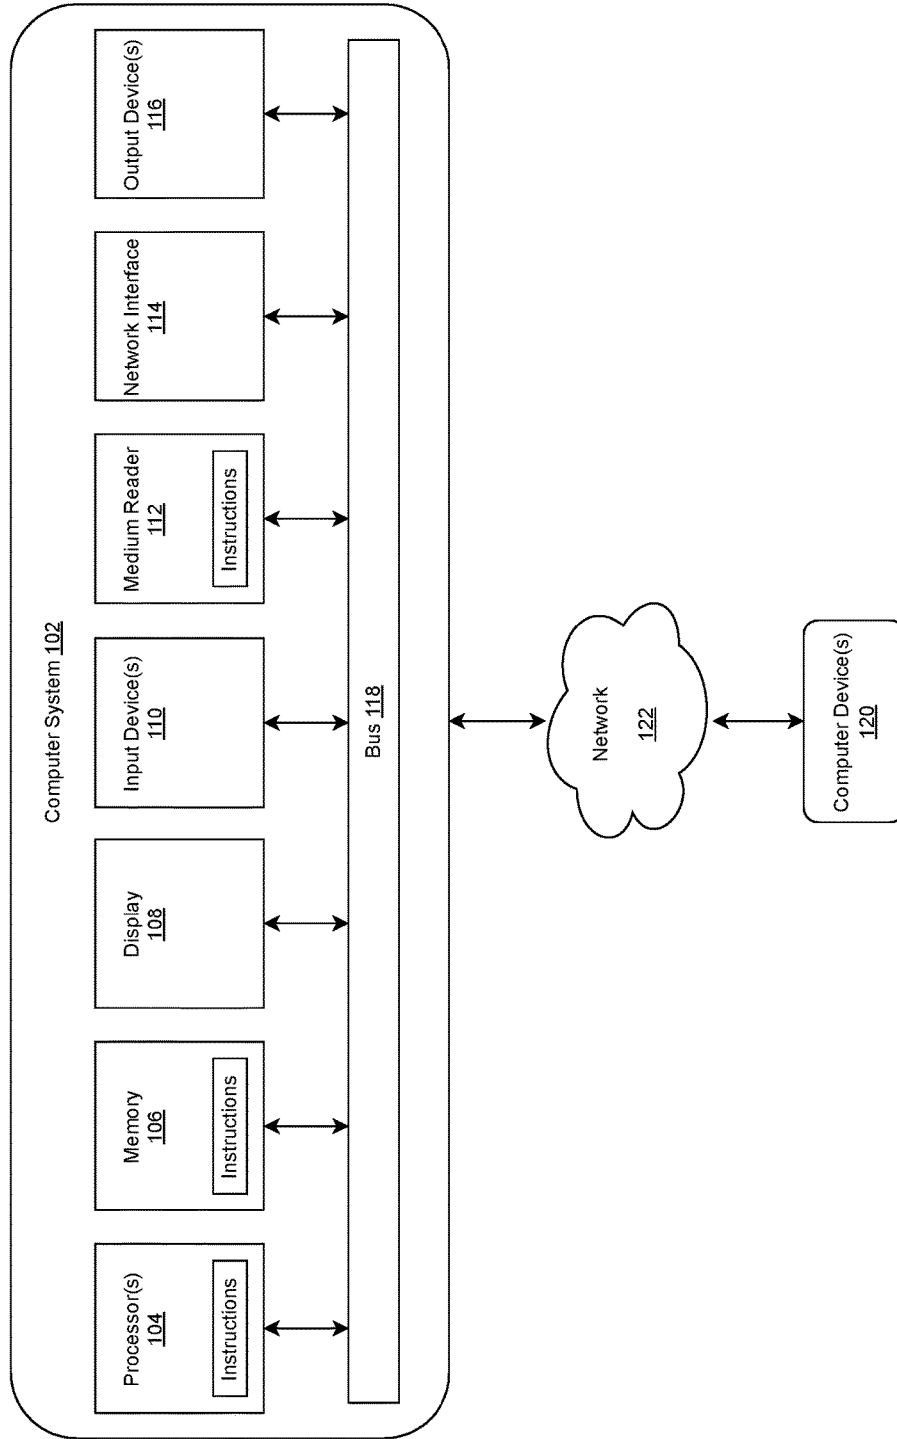 Computer System 102
Processor(s)
104
Instructions
Memory
106
Instructions
Display
108
Input Device(s)
110
Medium Reader
112
Instructions
Network Interface
114
Output Device(s)
116
Bus 118
Network
122
Computer Device(s)
120